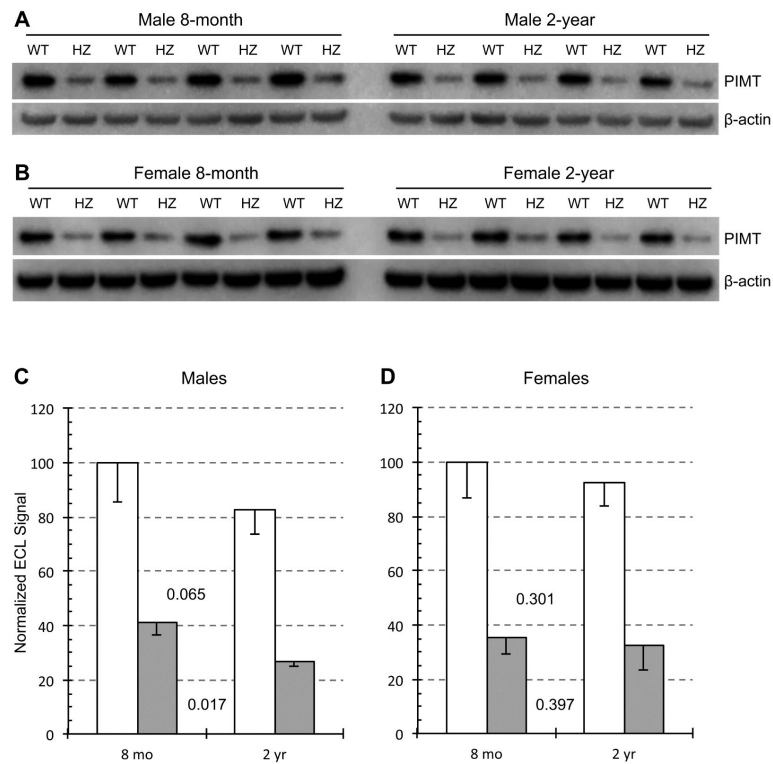 A
Male 8-month
Male 2-year
WT HZ WT HZ WT HZ WT HZ WT HZ WT HZ WT HZ WT HZ
PIMT
β-actin
B
Female 8-month
Female 2-year
WT HZ WT HZ WT HZ WT HZ WT HZ WT HZ WT HZ WT HZ
PIMT
β-actin
C
Males
Normalized ECL Signal
120
100
80
60
40
20
0
0.065
0.017
8 mo
2 yr
D
Females
120
100
80
60
40
20
0
0.301
0.397
8 mo
2 yr